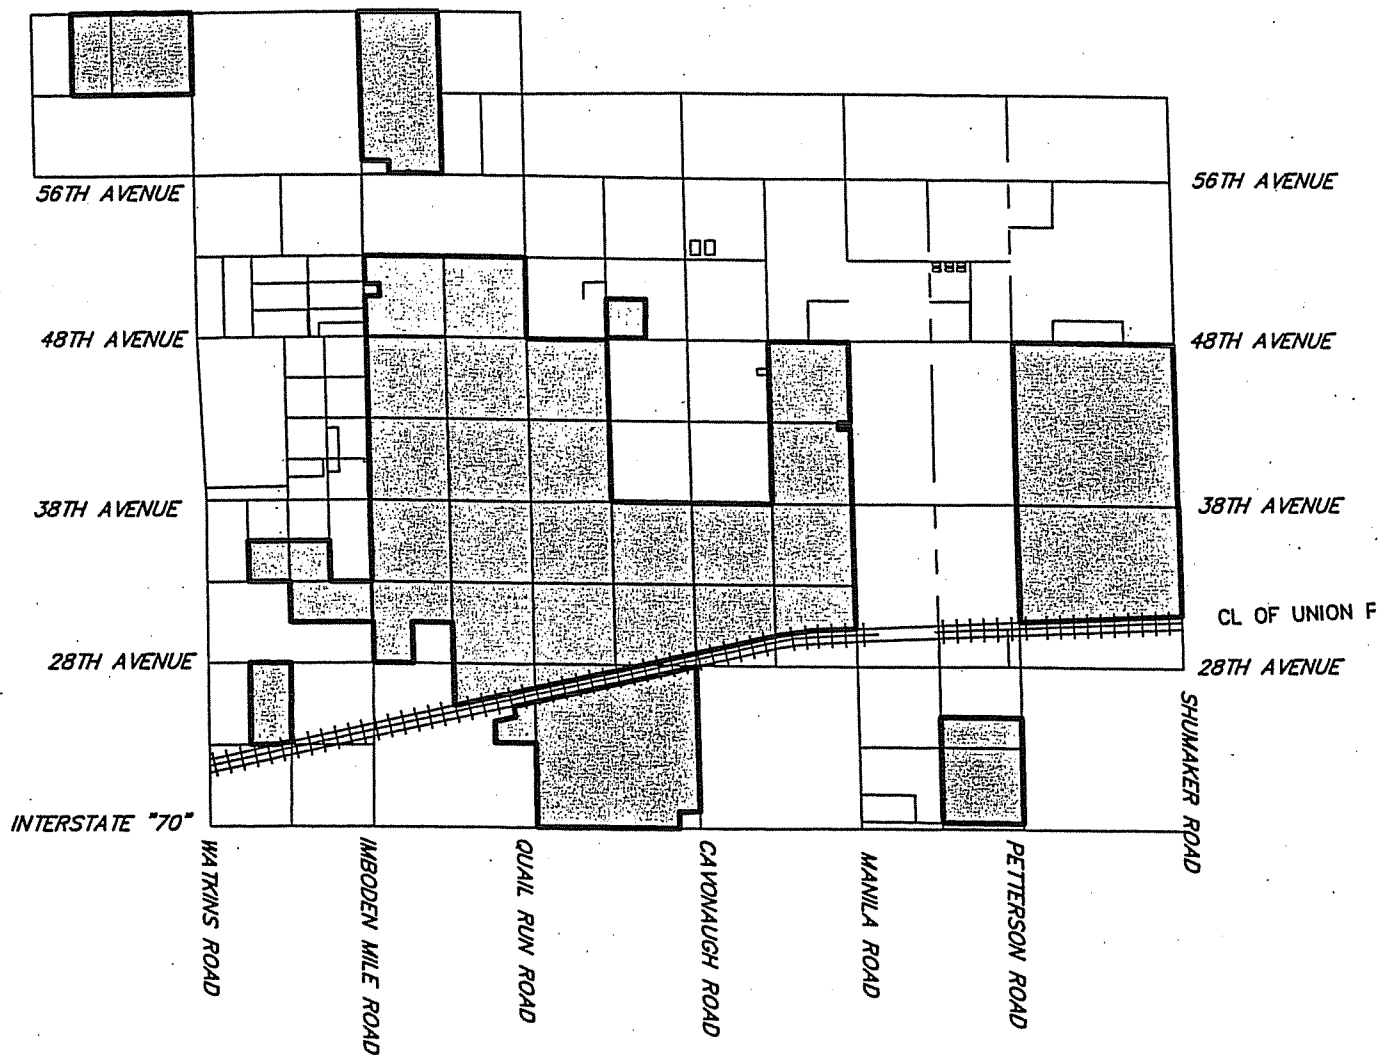 56TH AVENUE
56TH AVENUE
48TH AVENUE
48TH AVENUE
38TH AVENUE
38TH AVENUE
CL OF UNION P
28TH AVENUE
28TH AVENUE
INTERSTATE "70"
WATKINS ROAD
IMBODEN MILE ROAD
QUAIL RUN ROAD
CAVONAUGH ROAD
MANILA ROAD
PETTERSON ROAD
SHUMAKER ROAD